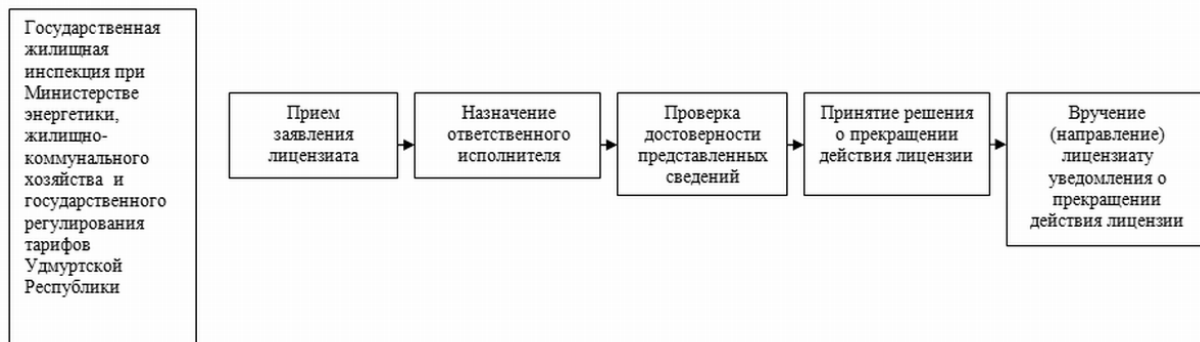 Государственная
жилищная
инспекция при
Министерстве
энергетики,
жилищно-
коммунального
хозяйства и
государственного
регулирования
тарифов
Удмуртской
Республики
Прием
заявления
лицензиата
Назначение
ответственного
исполнителя
Проверка
достоверности
представленных
сведений
Принятие решения
о прекращении
действия лицензии
Вручение
(направление)
лицензиату
уведомления о
прекращении
действия лицензии